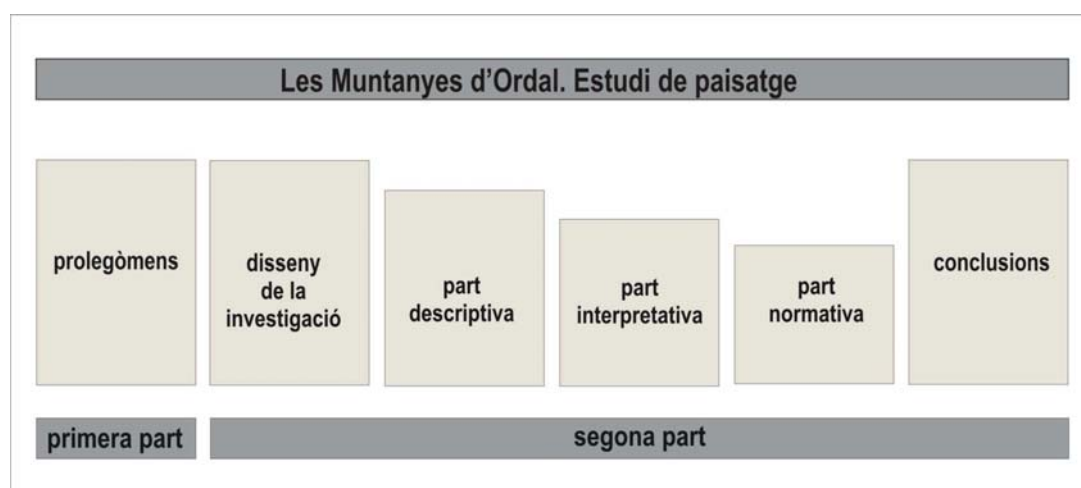 Les Muntanyes d'Ordal. Estudi de paisatge
prolegòmens
disseny
de la
investigació
part
descriptiva
part
interpretativa
part
normativa
conclusions
primera part
segona part